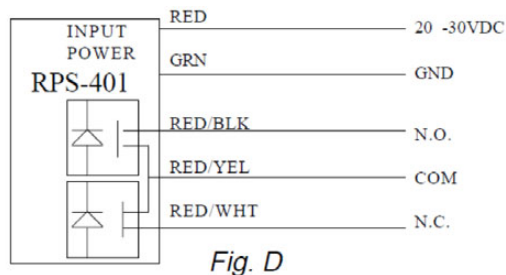 RED
20 -30VDC
INPUT
POWER
GRN
GND
RPS-401
RED/BLK
N.O.
RED/YEL
COM
RED/WHT
N.C.
Fig. D